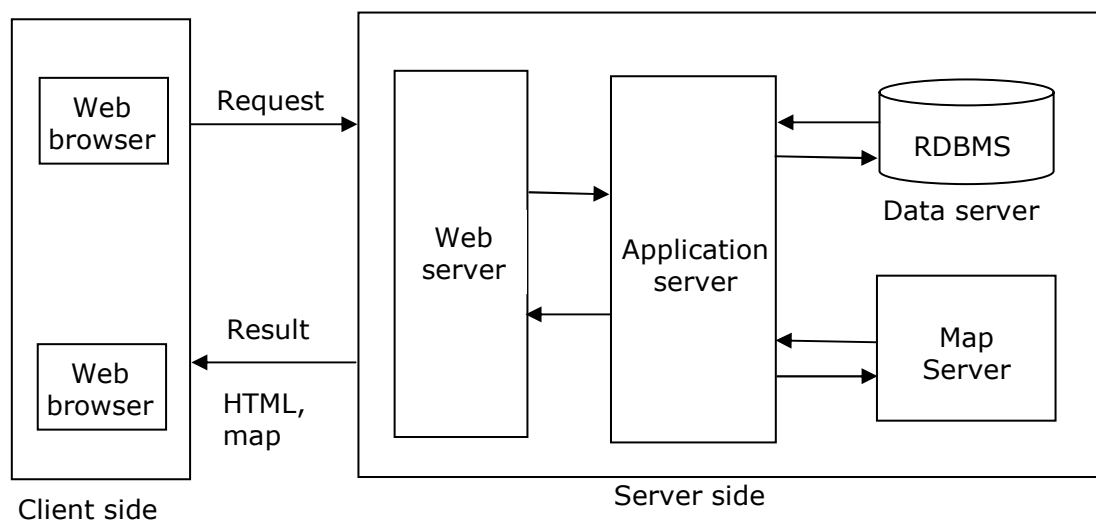 Web
browser
Request
Web
server
Application
server
RDBMS
Data server
Result
Web
browser
HTML,
map
Map
Server
Client side
Server side